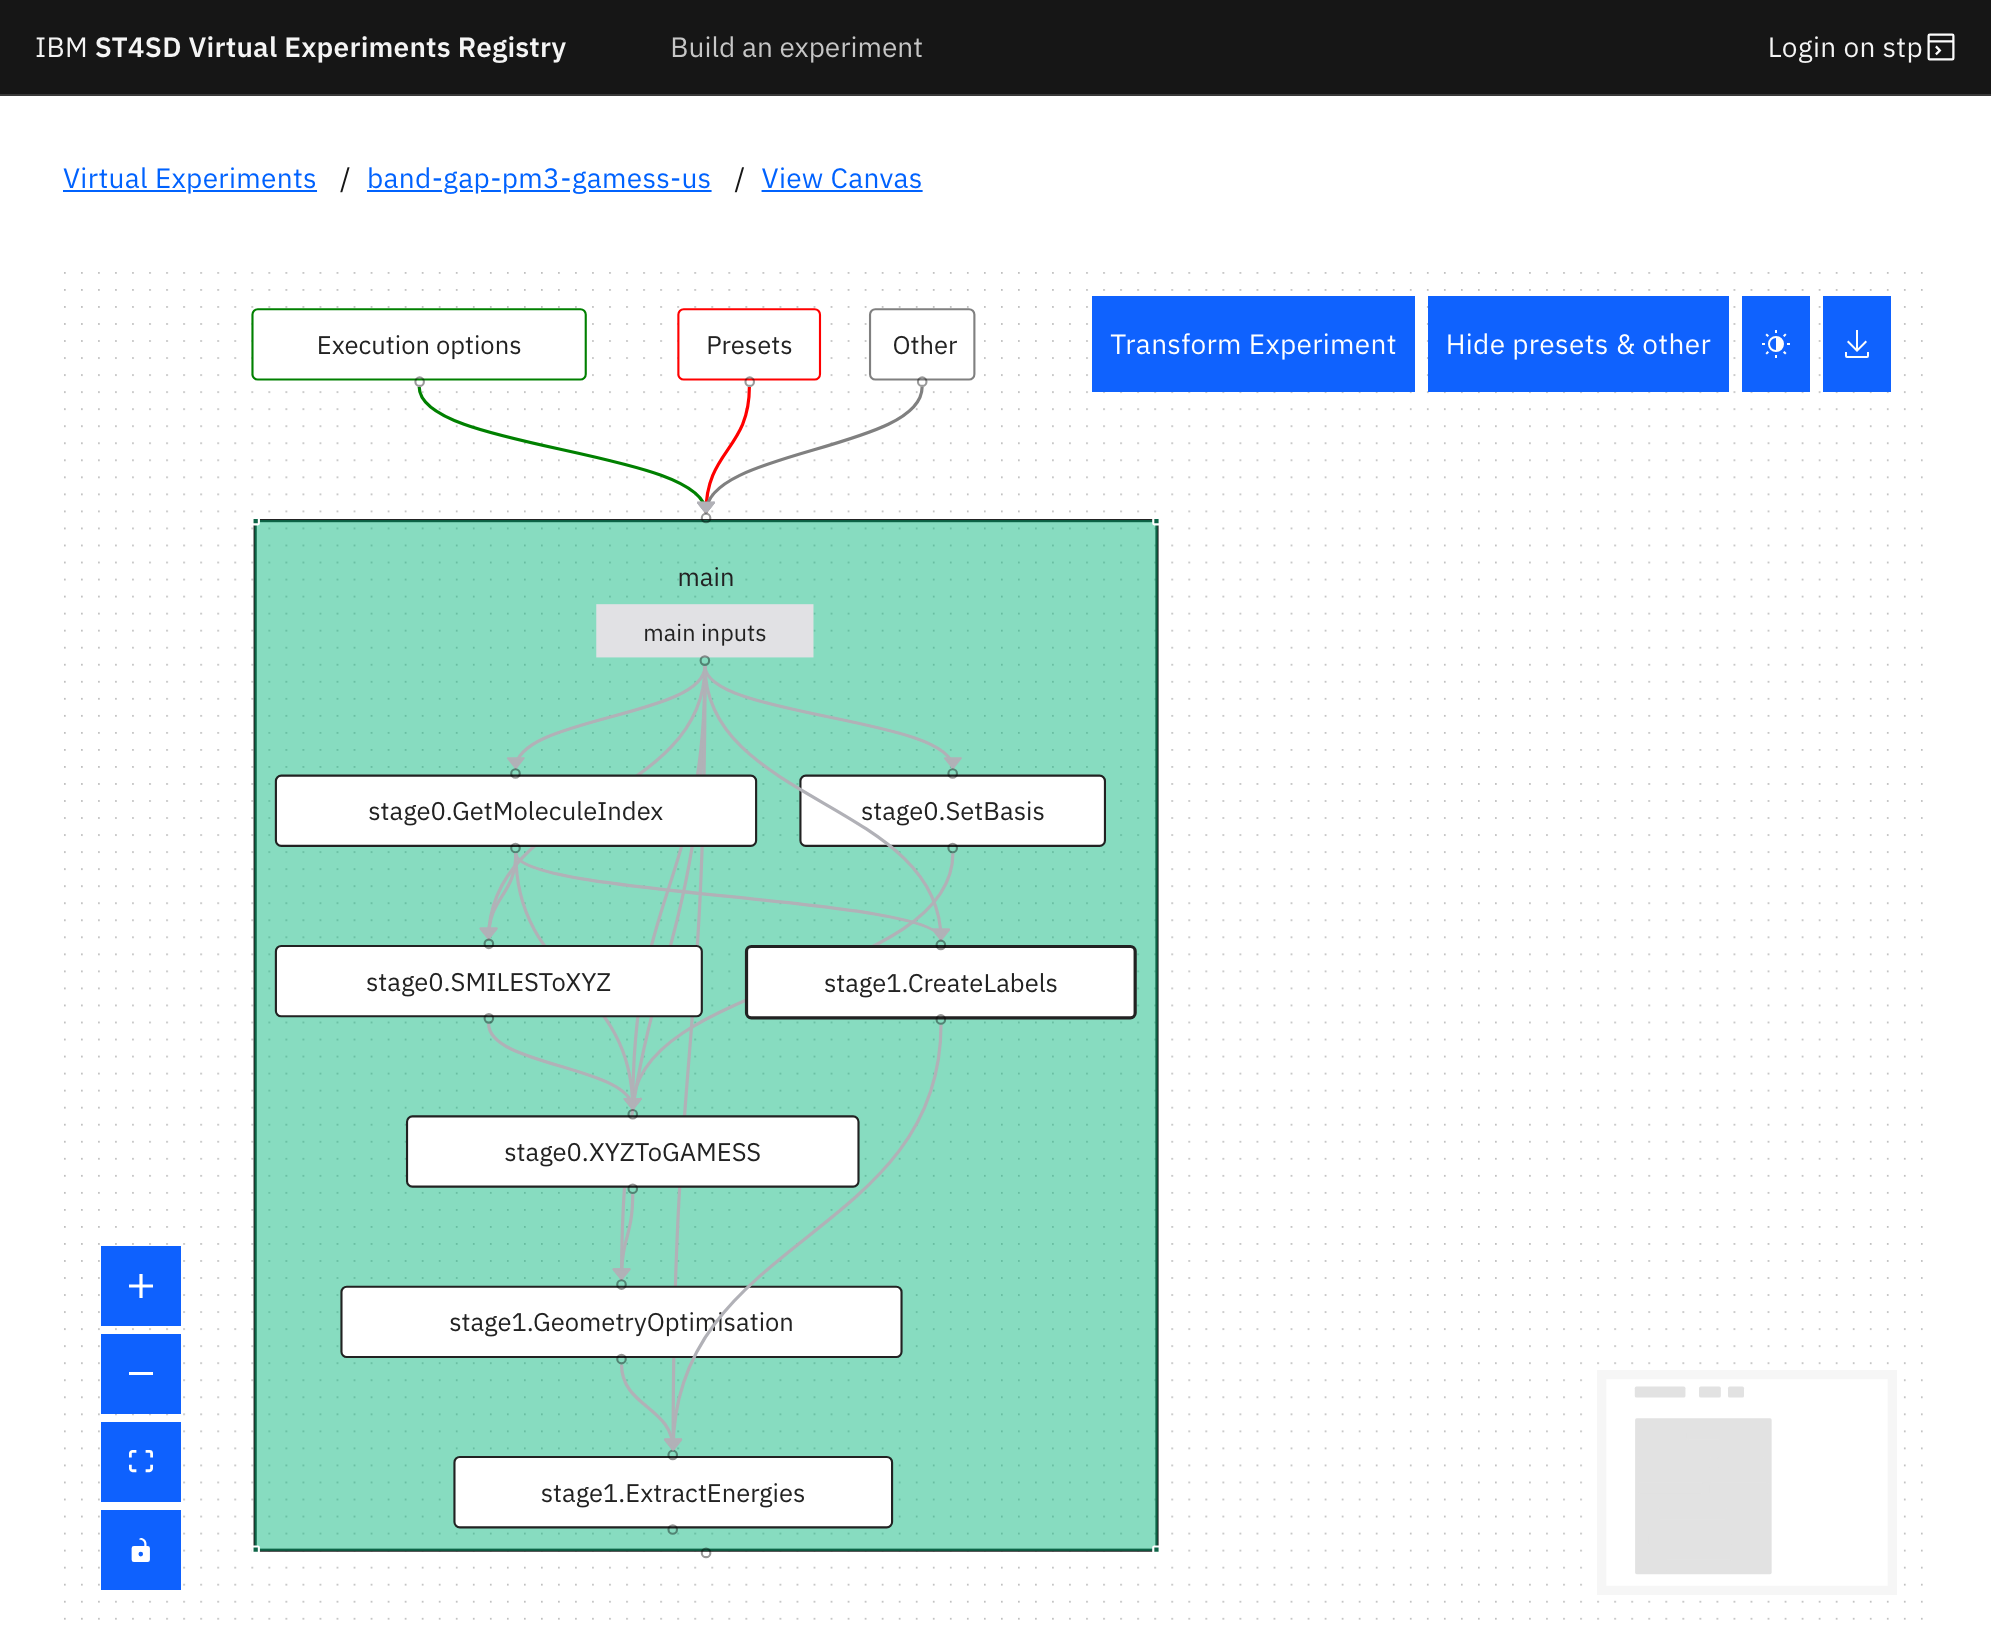 IBM ST4SD Virtual Experiments Registry
Build an experiment
Login on stp
Virtual Experiments / band-gap-pm3-gamess-us / View Canvas
Execution options
Presets
Other
Transform Experiment
Hide presets & other
main
main inputs
stage0.GetMoleculeIndex
stage0.SetBasis
stage0.SMILESToXYZ
stage1.CreateLabels
stage0.XYZToGAMESS
stage1.GeometryOptimisation
stage1.ExtractEnergies